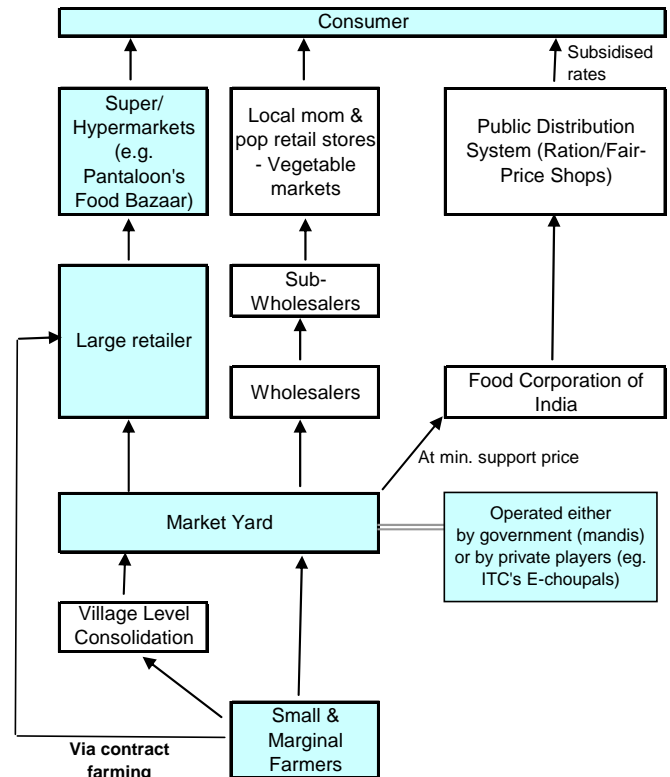 Consumer
Subsidised
rates
Super/
Hypermarkets
(e.g.
Pantaloon's
Food Bazaar)
Local mom &
pop retail stores
- Vegetable
markets
Public Distribution
System (Ration/Fair-
Price Shops)
Large retailer
Sub-
Wholesalers
Wholesalers
Food Corporation of
India
At min. support price
Market Yard
Operated either
by government (mandis)
or by private players (eg.
ITC's E-choupals)
Village Level
Consolidation
Small &
Marginal
Farmers
Via contract
farming